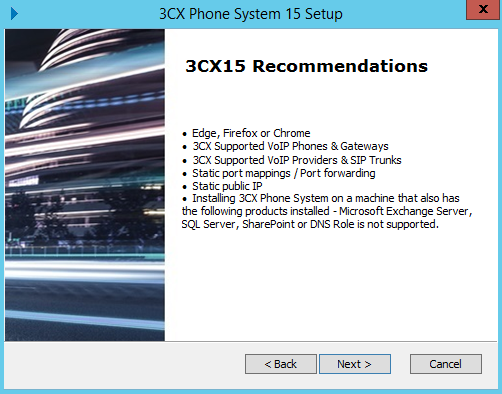 3CX Phone System 15 Setup
x
3CX15 Recommendations
• Edge, Firefox or Chrome
• 3CX Supported VoIP Phones & Gateways
• 3CX Supported VoIP Providers & SIP Trunks
• Static port mappings / Port forwarding
• Static public IP
• Installing 3CX Phone System on a machine that also has
the following products installed - Microsoft Exchange Server,
SQL Server, SharePoint or DNS Role is not supported.
< Back
Next >
Cancel